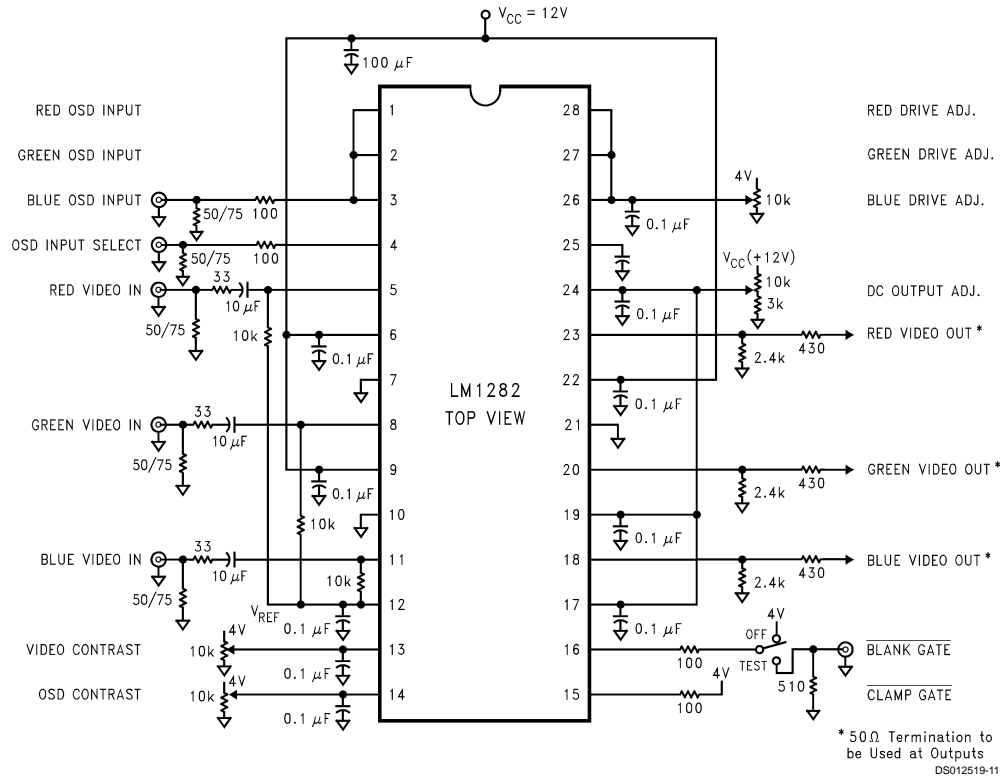 V_CC = 12V
100 μF
RED OSD INPUT
1
28
RED DRIVE ADJ.
GREEN OSD INPUT
2
27
GREEN DRIVE ADJ.
BLUE OSD INPUT
50/75
100
3
26
0.1 μF
4V
10k
BLUE DRIVE ADJ.
OSD INPUT SELECT
50/75
100
4
25
RED VIDEO IN
50/75
33
10 μF
10k
5
24
0.1 μF
V_CC(+12V)
10k
3k
DC OUTPUT ADJ.
0.1 μF
6
23
2.4k
430
RED VIDEO OUT*
7
22
0.1 μF
LM1282
TOP VIEW
GREEN VIDEO IN
50/75
33
10 μF
8
21
0.1 μF
9
20
2.4k
430
GREEN VIDEO OUT*
10k
10
19
0.1 μF
BLUE VIDEO IN
50/75
33
10 μF
10k
11
18
2.4k
430
BLUE VIDEO OUT*
V_REF
0.1 μF
12
17
0.1 μF
VIDEO CONTRAST
4V
10k
0.1 μF
13
16
100
OFF
4V
TEST
510
BLANK GATE
OSD CONTRAST
4V
10k
0.1 μF
14
15
100
4V
CLAMP GATE
* 50Ω Termination to
be Used at Outputs
DS012519-11